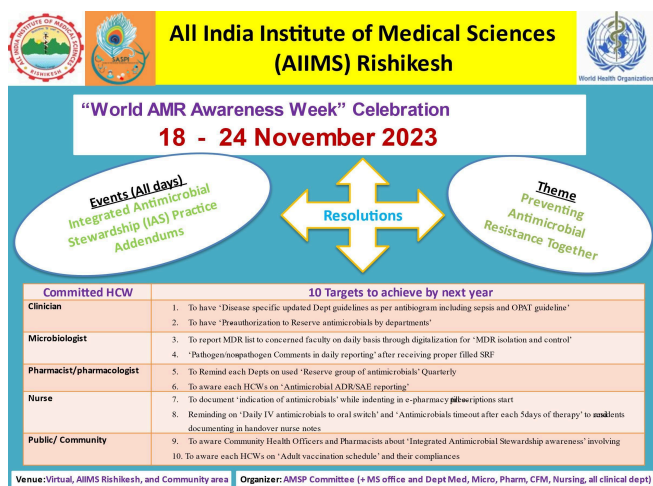 All India Institute of Medical Sciences
(AIIMS) Rishikesh
ALL INDIA INSTITUTE OF MEDICAL SCIENCES
RISHIKESH
SASPI
World Health Organization
“World AMR Awareness Week” Celebration
18 - 24 November 2023
Events (All days)
Integrated Antimicrobial
Stewardship (IAS) Practice
Addendums
Resolutions
Theme
Preventing
Antimicrobial
Resistance Together
Committed HCW 10 Targets to achieve by next year
Clinician 1. To have ‘Disease specific updated Dept guidelines as per antibiogram including sepsis and OPAT guideline’
2. To have ‘Preauthorization to Reserve antimicrobials by departments’
Microbiologist 3. To report MDR list to concerned faculty on daily basis through digitalization for ‘MDR isolation and control’
4. ‘Pathogen/nonpathogen Comments in daily reporting’ after receiving proper filled SRF
Pharmacist/pharmacologist 5. To Remind each Depts on used ‘Reserve group of antimicrobials’ Quarterly
6. To aware each HCWs on ‘Antimicrobial ADR/SAE reporting’
Nurse 7. To document ‘indication of antimicrobials’ while indenting in e-pharmacy prescriptions start
8. Reminding on ‘Daily IV antimicrobials to oral switch’ and ‘Antimicrobials timeout after each 5days of therapy’ to residents
documenting in handover nurse notes
Public/ Community 9. To aware Community Health Officers and Pharmacists about ‘Integrated Antimicrobial Stewardship awareness’ involving
10. To aware each HCWs on ‘Adult vaccination schedule’ and their compliances
Venue:Virtual, AIIMS Rishikesh, and Community area Organizer: AMSP Committee (+ MS office and Dept Med, Micro, Pharm, CFM, Nursing, all clinical dept)